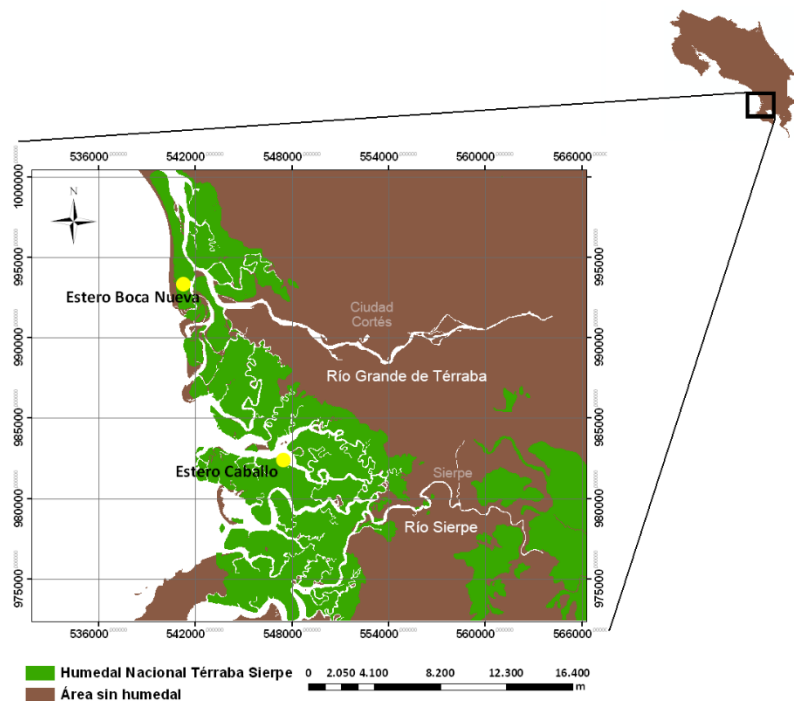 536000 542000 548000 554000 560000 566000
1000000
N
995000 995000
Estero Boca Nueva
Ciudad
Cortés
990000 990000
Río Grande de Térraba
985000 985000
Estero Caballo
Sierpe
980000 980000
Río Sierpe
975000 975000
536000 542000 548000 554000 560000 566000
Humedal Nacional Térraba Sierpe
0 2.050 4.100 8.200 12.300 16.400
m
Área sin humedal